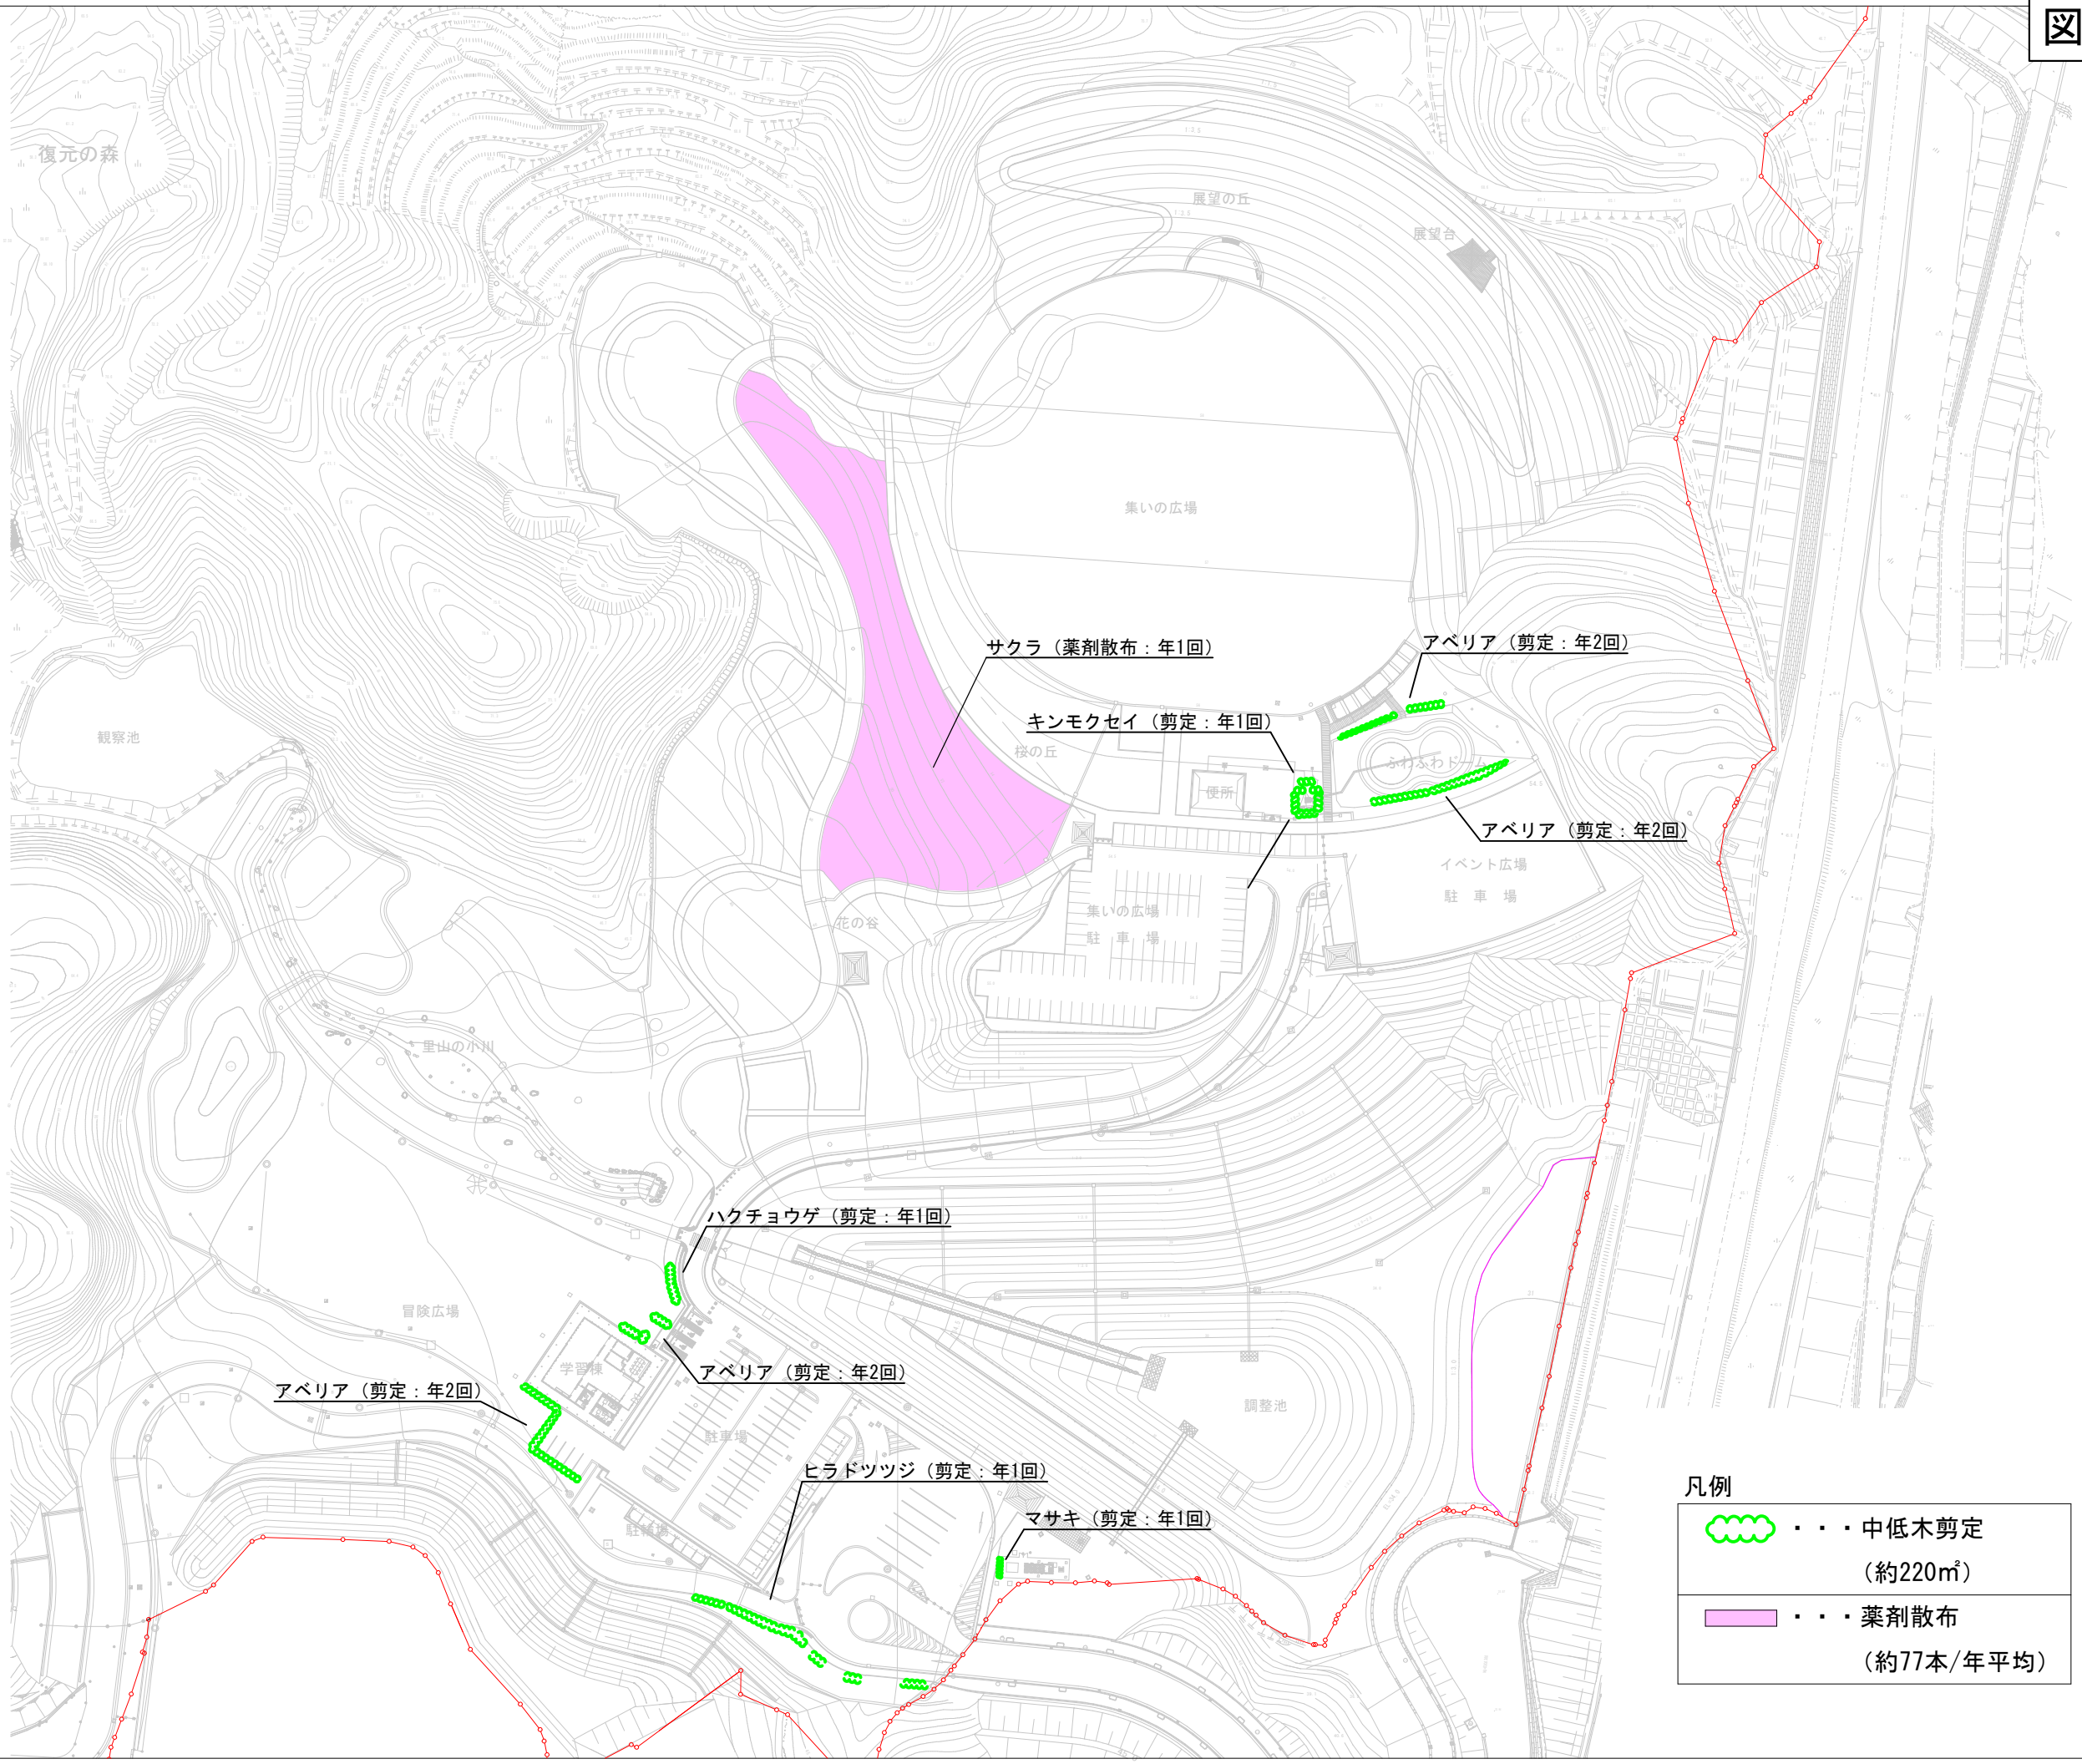 図
復元の森
展望の丘
展望台
集いの広場
サクラ（薬剤散布：年1回）
アベリア（剪定：年2回）
キンモクセイ（剪定：年1回）
観察池
桜の丘
ふわふわドーム
便所
アベリア（剪定：年2回）
イベント広場
駐　車　場
集いの広場
駐　車　場
花の谷
里山の小川
ハクチョウゲ（剪定：年1回）
冒険広場
学習棟
アベリア（剪定：年2回）
アベリア（剪定：年2回）
調整池
駐車場
ヒラドツツジ（剪定：年1回）
マサキ（剪定：年1回）
駐輪場
凡例
・・・中低木剪定
（約220㎡）
・・・薬剤散布
（約77本/年平均）